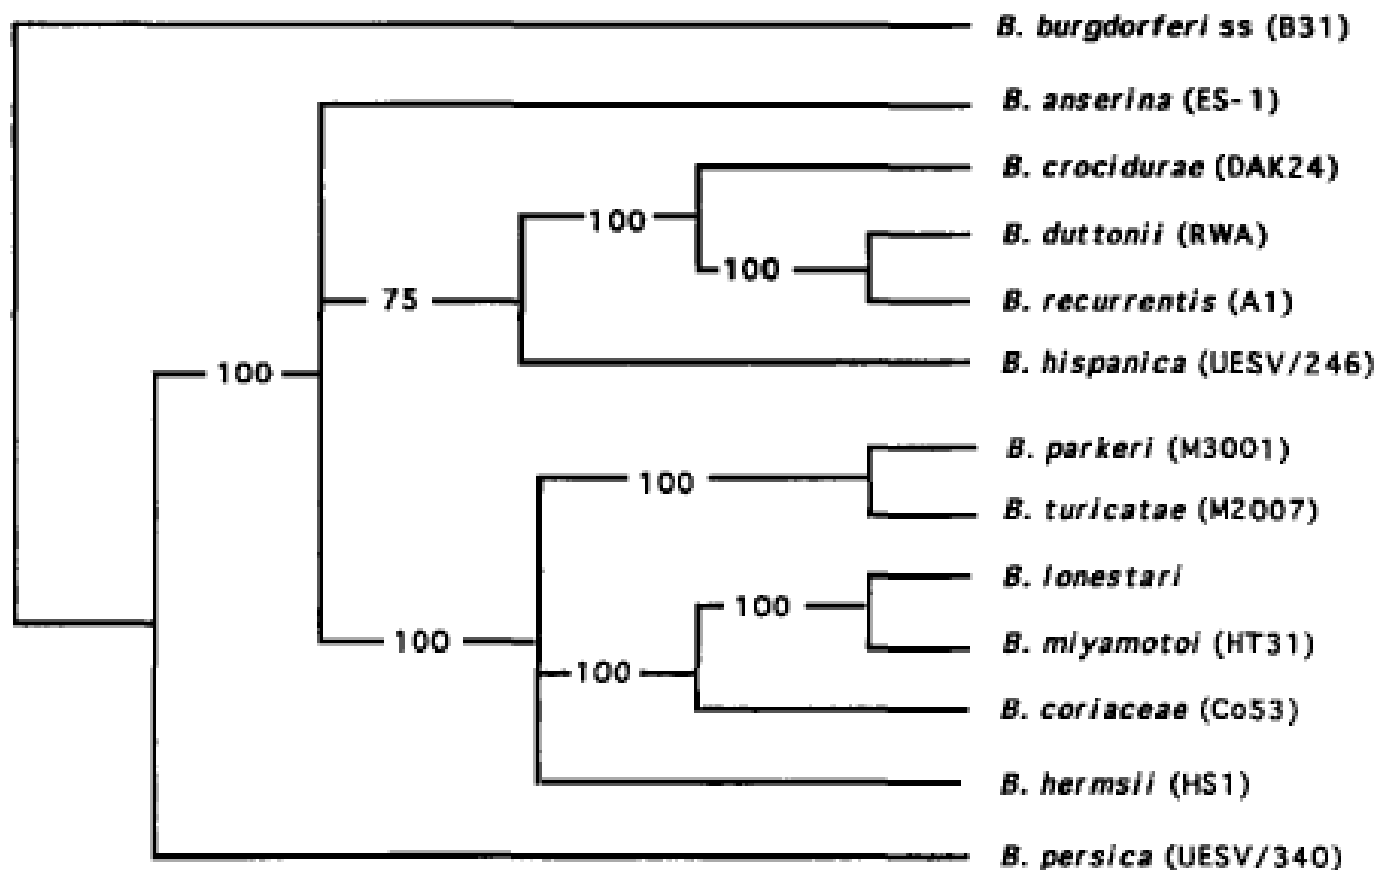 B. burgdorferi ss (B31)
B. anserina (ES-1)
B. crocidurae (DAK24)
100
B. duttonii (RWA)
100
75
B. recurrentis (A1)
B. hispanica (UESV/246)
100
B. parkeri (M3001)
100
B. turicatae (M2007)
B. lonestari
100
B. miyamotoi (HT31)
100
100
B. coriaceae (Co53)
B. hermsii (HS1)
B. persica (UESV/340)